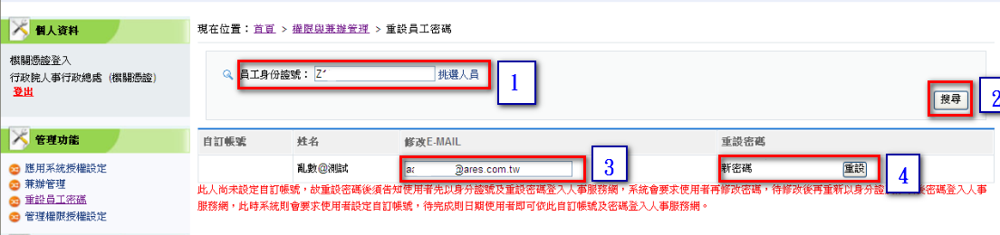 個人資料
機關憑證登入
行政院人事行政總處 (機關憑證)
登出
現在位置：首頁 > 權限與兼辦管理 > 重設員工密碼
員工身份證號： Z 挑選人員
1
搜尋
2
管理功能
應用系統授權設定
兼辦管理
重設員工密碼
管理權限授權設定
自訂帳號 姓名 修改E-MAIL 重設密碼
亂數@測試 a @ares.com.tw 新密碼 重設
3
4
此人尚未設定自訂帳號，故重設密碼後須告知使用者先以身分證號及重設密碼登入人事服務網，系統會要求使用者再修改密碼，待修改後再重新以身分證 密碼登入人事
服務網，此時系統則會要求使用者設定自訂帳號，待完成則日期使用者即可依此自訂帳號及密碼登入人事服務網。